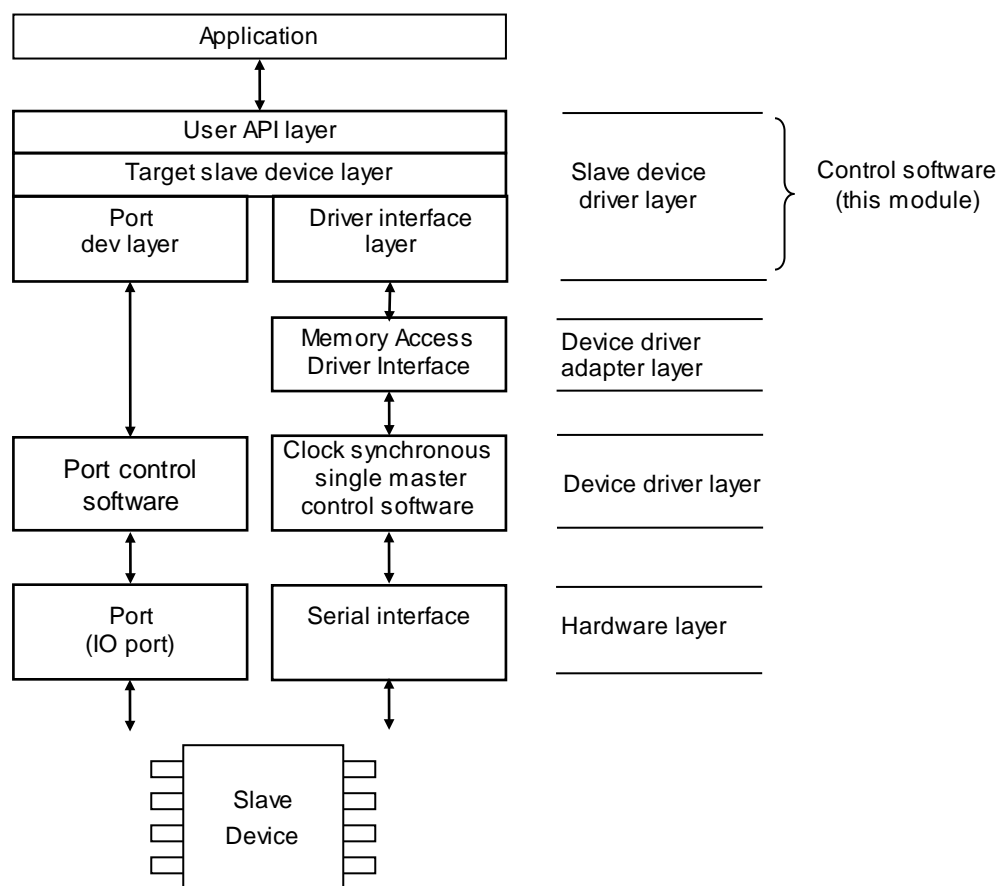 Application
User API layer
Target slave device layer
Port
dev layer
Driver interface
layer
Slave device
driver layer
Control software
(this module)
Memory Access
Driver Interface
Device driver
adapter layer
Port control
software
Clock synchronous
single master
control software
Device driver layer
Port
(IO port)
Serial interface
Hardware layer
Slave
Device